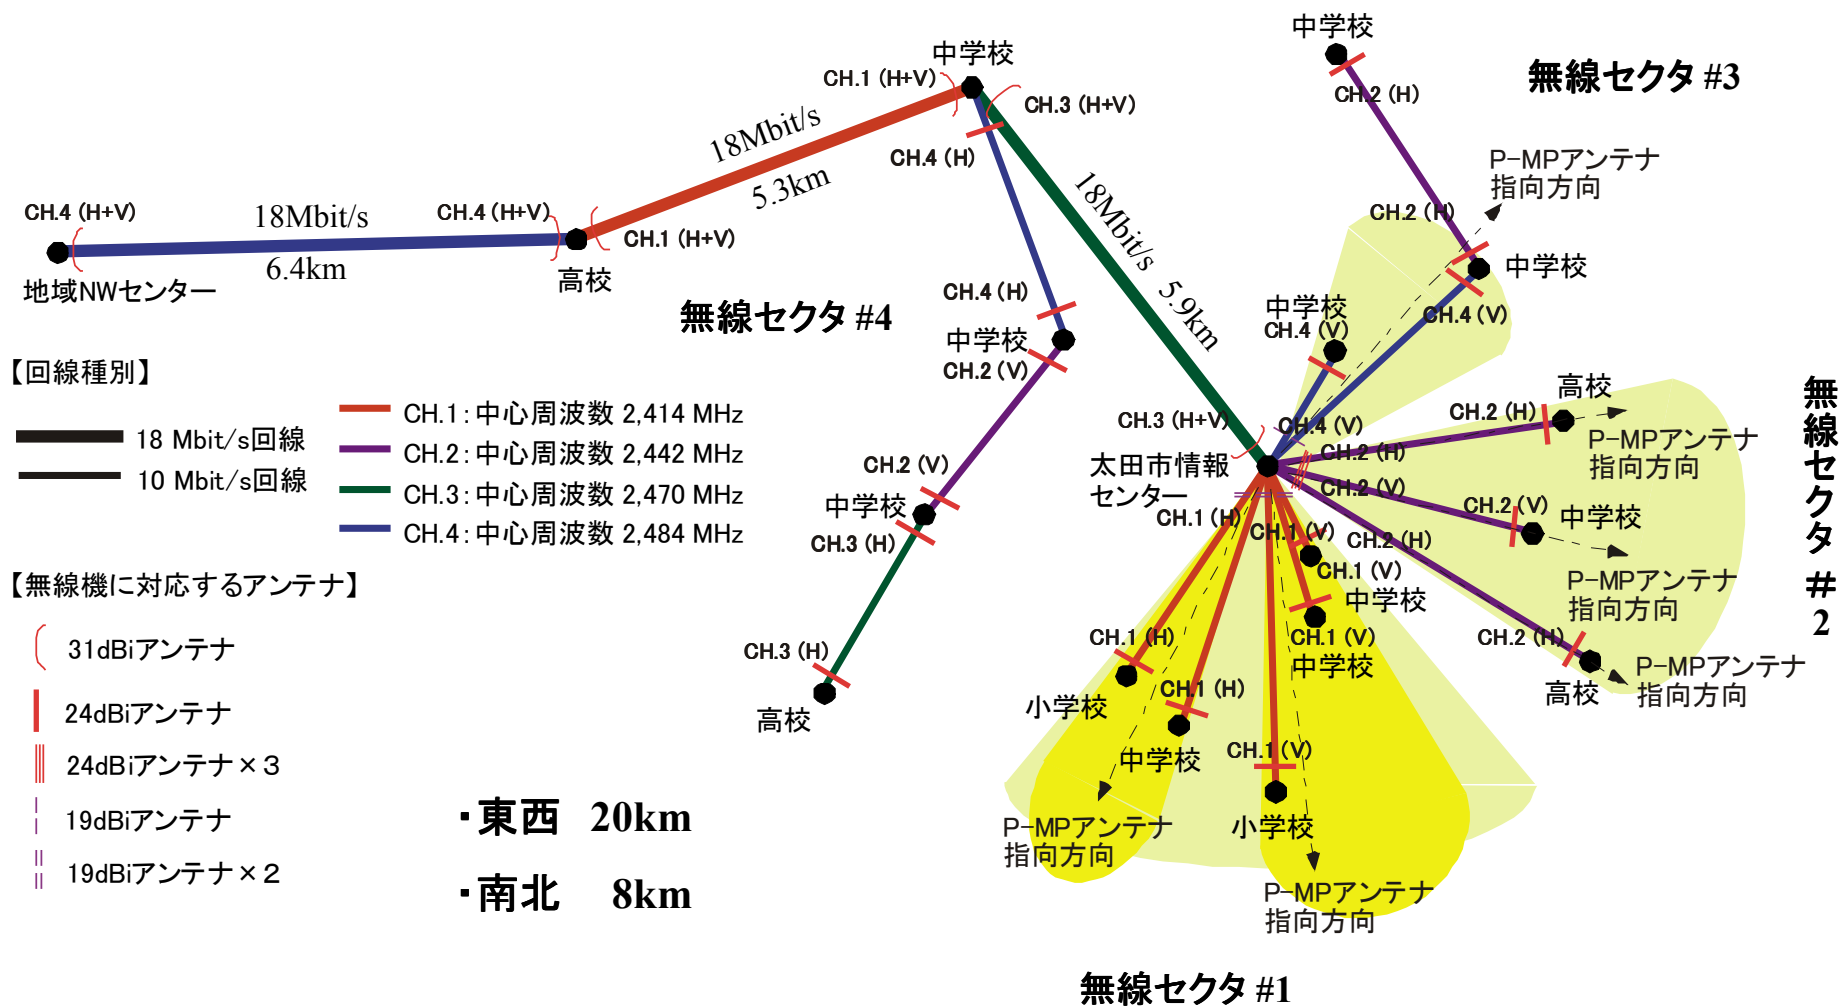 中学校
無線セクタ #3
中学校
CH.1 (H+V)
CH.3 (H+V)
CH.2 (H)
18Mbit/s
5.3km
CH.4 (H)
P-MPアンテナ
指向方向
18Mbit/s
5.9km
CH.4 (H+V)
18Mbit/s
6.4km
CH.4 (H+V)
CH.1 (H+V)
CH.2 (H)
地域NWセンター
高校
中学校
無線セクタ #4
CH.4 (H)
中学校
CH.2 (V)
中学校
CH.4 (V)
CH.4 (V)
【回線種別】
18 Mbit/s回線
10 Mbit/s回線
CH.1：中心周波数 2,414 MHz
CH.2：中心周波数 2,442 MHz
CH.3：中心周波数 2,470 MHz
CH.4：中心周波数 2,484 MHz
CH.2 (V)
中学校
CH.3 (H)
CH.3 (H)
高校
CH.3 (H+V)
CH.4 (V)
太田市情報
センター
CH.2 (H)
高校
P-MPアンテナ
指向方向
CH.2 (H)
CH.2 (V)
CH.2 (V)
中学校
P-MPアンテナ
指向方向
CH.2 (H)
CH.2 (H)
高校
P-MPアンテナ
指向方向
無線セクタ #2
CH.1 (H)
CH.1 (V)
CH.1 (V)
中学校
CH.1 (V)
中学校
CH.1 (H)
小学校
CH.1 (H)
中学校
CH.1 (V)
小学校
P-MPアンテナ
指向方向
P-MPアンテナ
指向方向
【無線機に対応するアンテナ】
31dBiアンテナ
24dBiアンテナ
24dBiアンテナ×3
19dBiアンテナ
19dBiアンテナ×2
・東西 20km
・南北 8km
無線セクタ #1